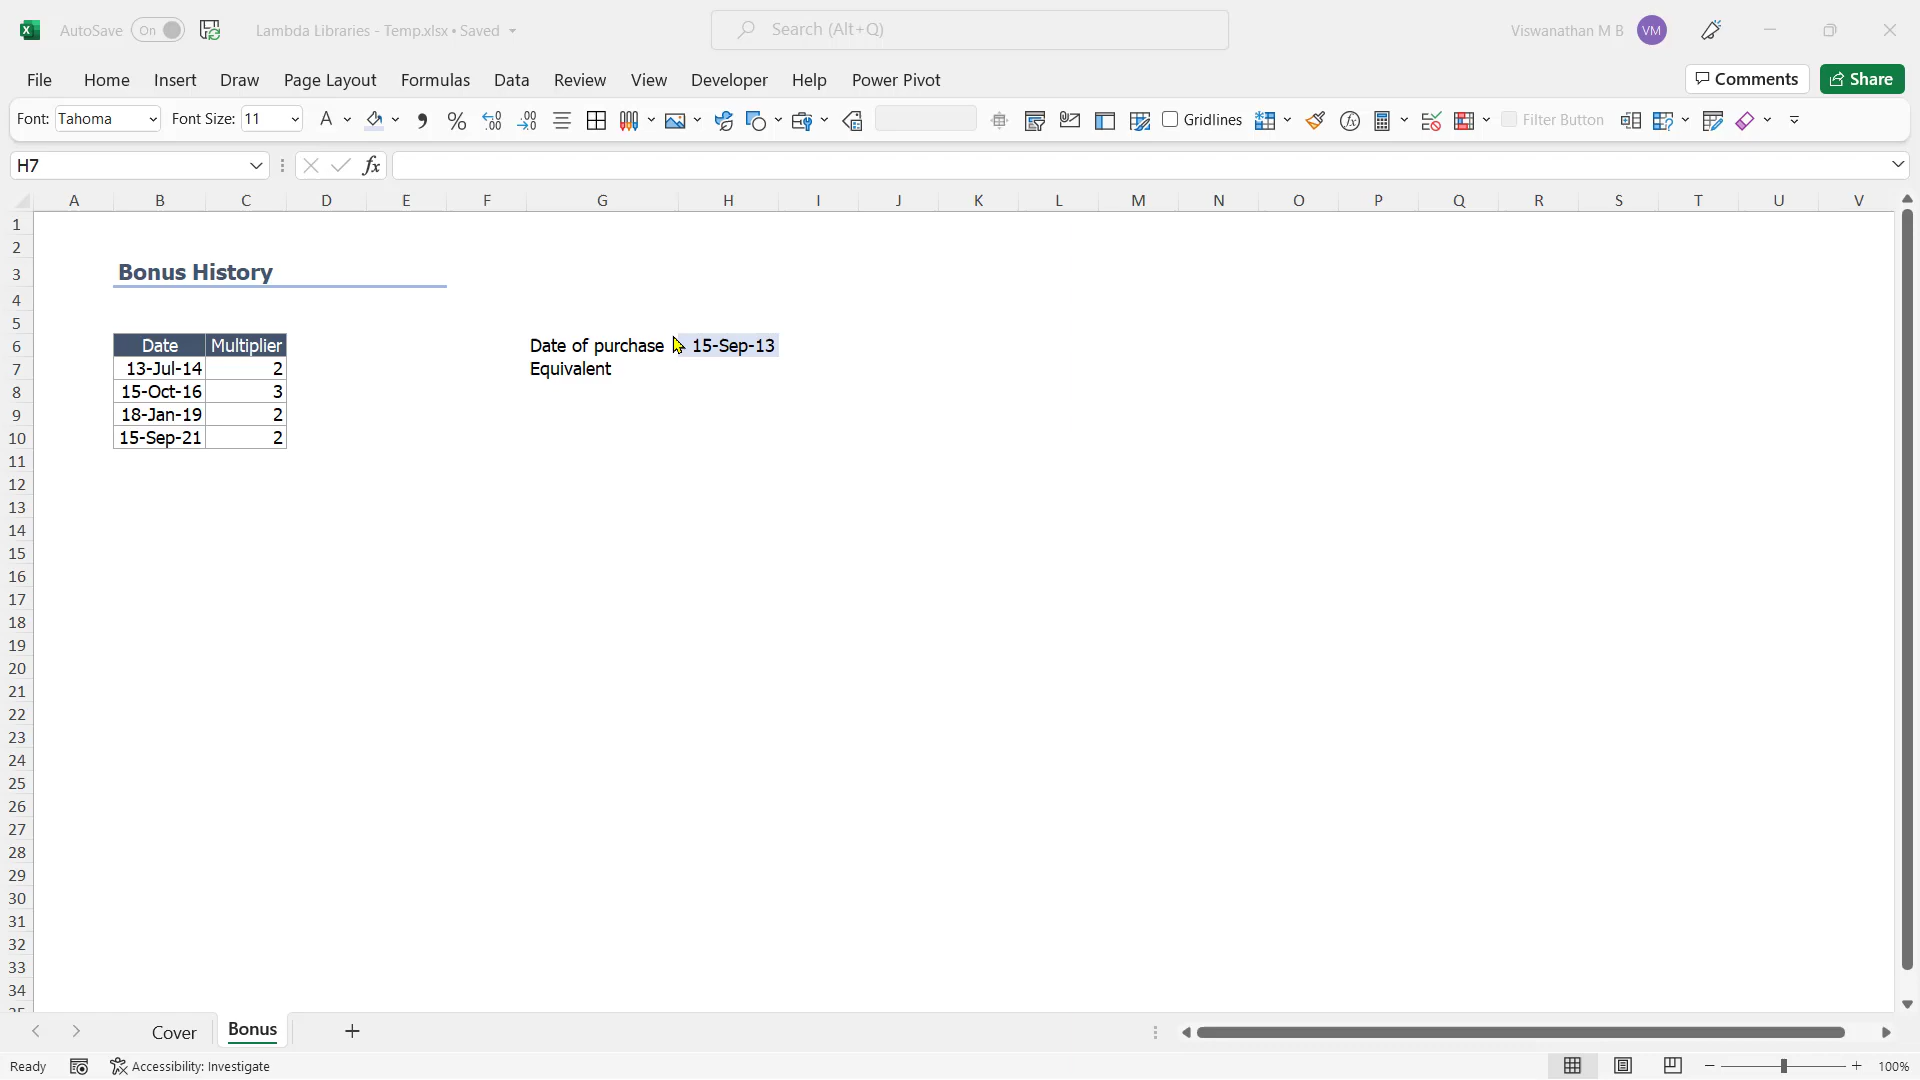 AutoSave On Lambda Libraries - Temp.xlsx • Saved Search (Alt+Q) Viswanathan M B VM
File Home Insert Draw Page Layout Formulas Data Review View Developer Help Power Pivot Comments Share
Font: Tahoma Font Size: 11 Gridlines Filter Button
H7 fx
A B C D E F G H I J K L M N O P Q R S T U V
1
2
3 Bonus History
4
5
6 Date Multiplier Date of purchase 15-Sep-13
7 13-Jul-14 2 Equivalent
8 15-Oct-16 3
9 18-Jan-19 2
10 15-Sep-21 2
11
12
13
14
15
16
17
18
19
20
21
22
23
24
25
26
27
28
29
30
31
32
33
34
Cover Bonus
Ready Accessibility: Investigate 100%